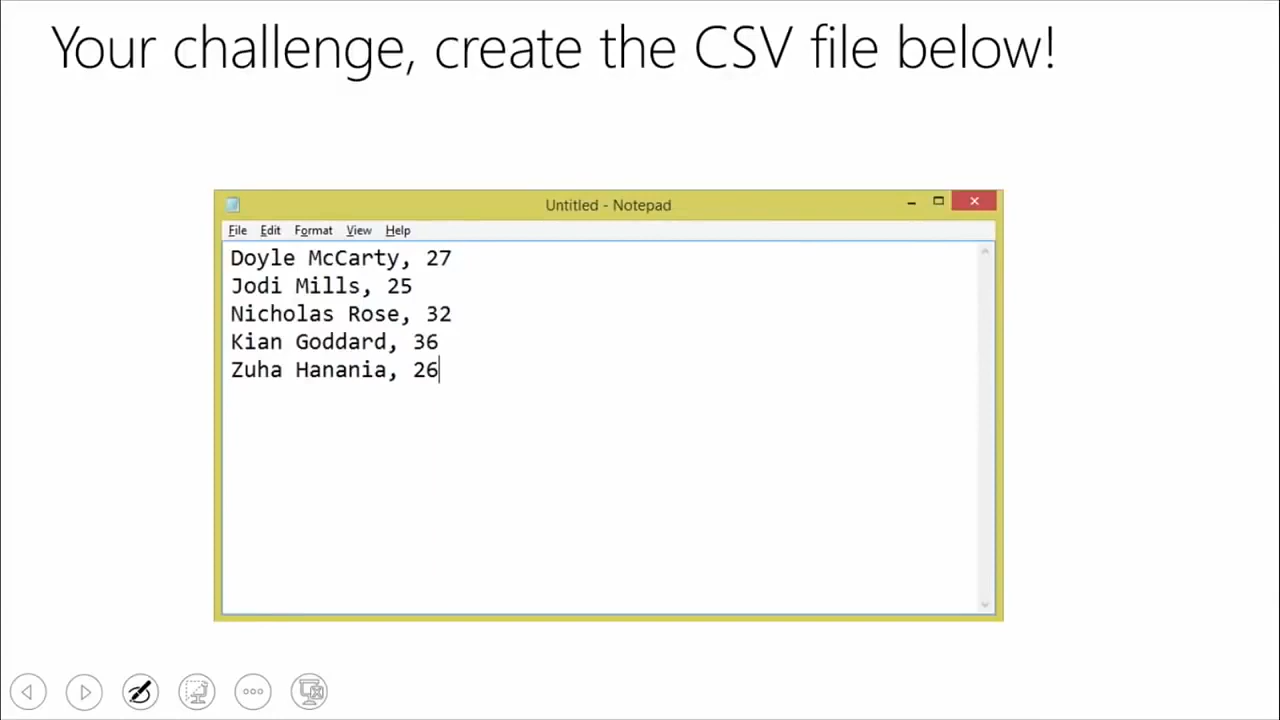 Your challenge, create the CSV file below!
Untitled - Notepad
File Edit Format View Help
Doyle McCarty, 27
Jodi Mills, 25
Nicholas Rose, 32
Kian Goddard, 36
Zuha Hanania, 26